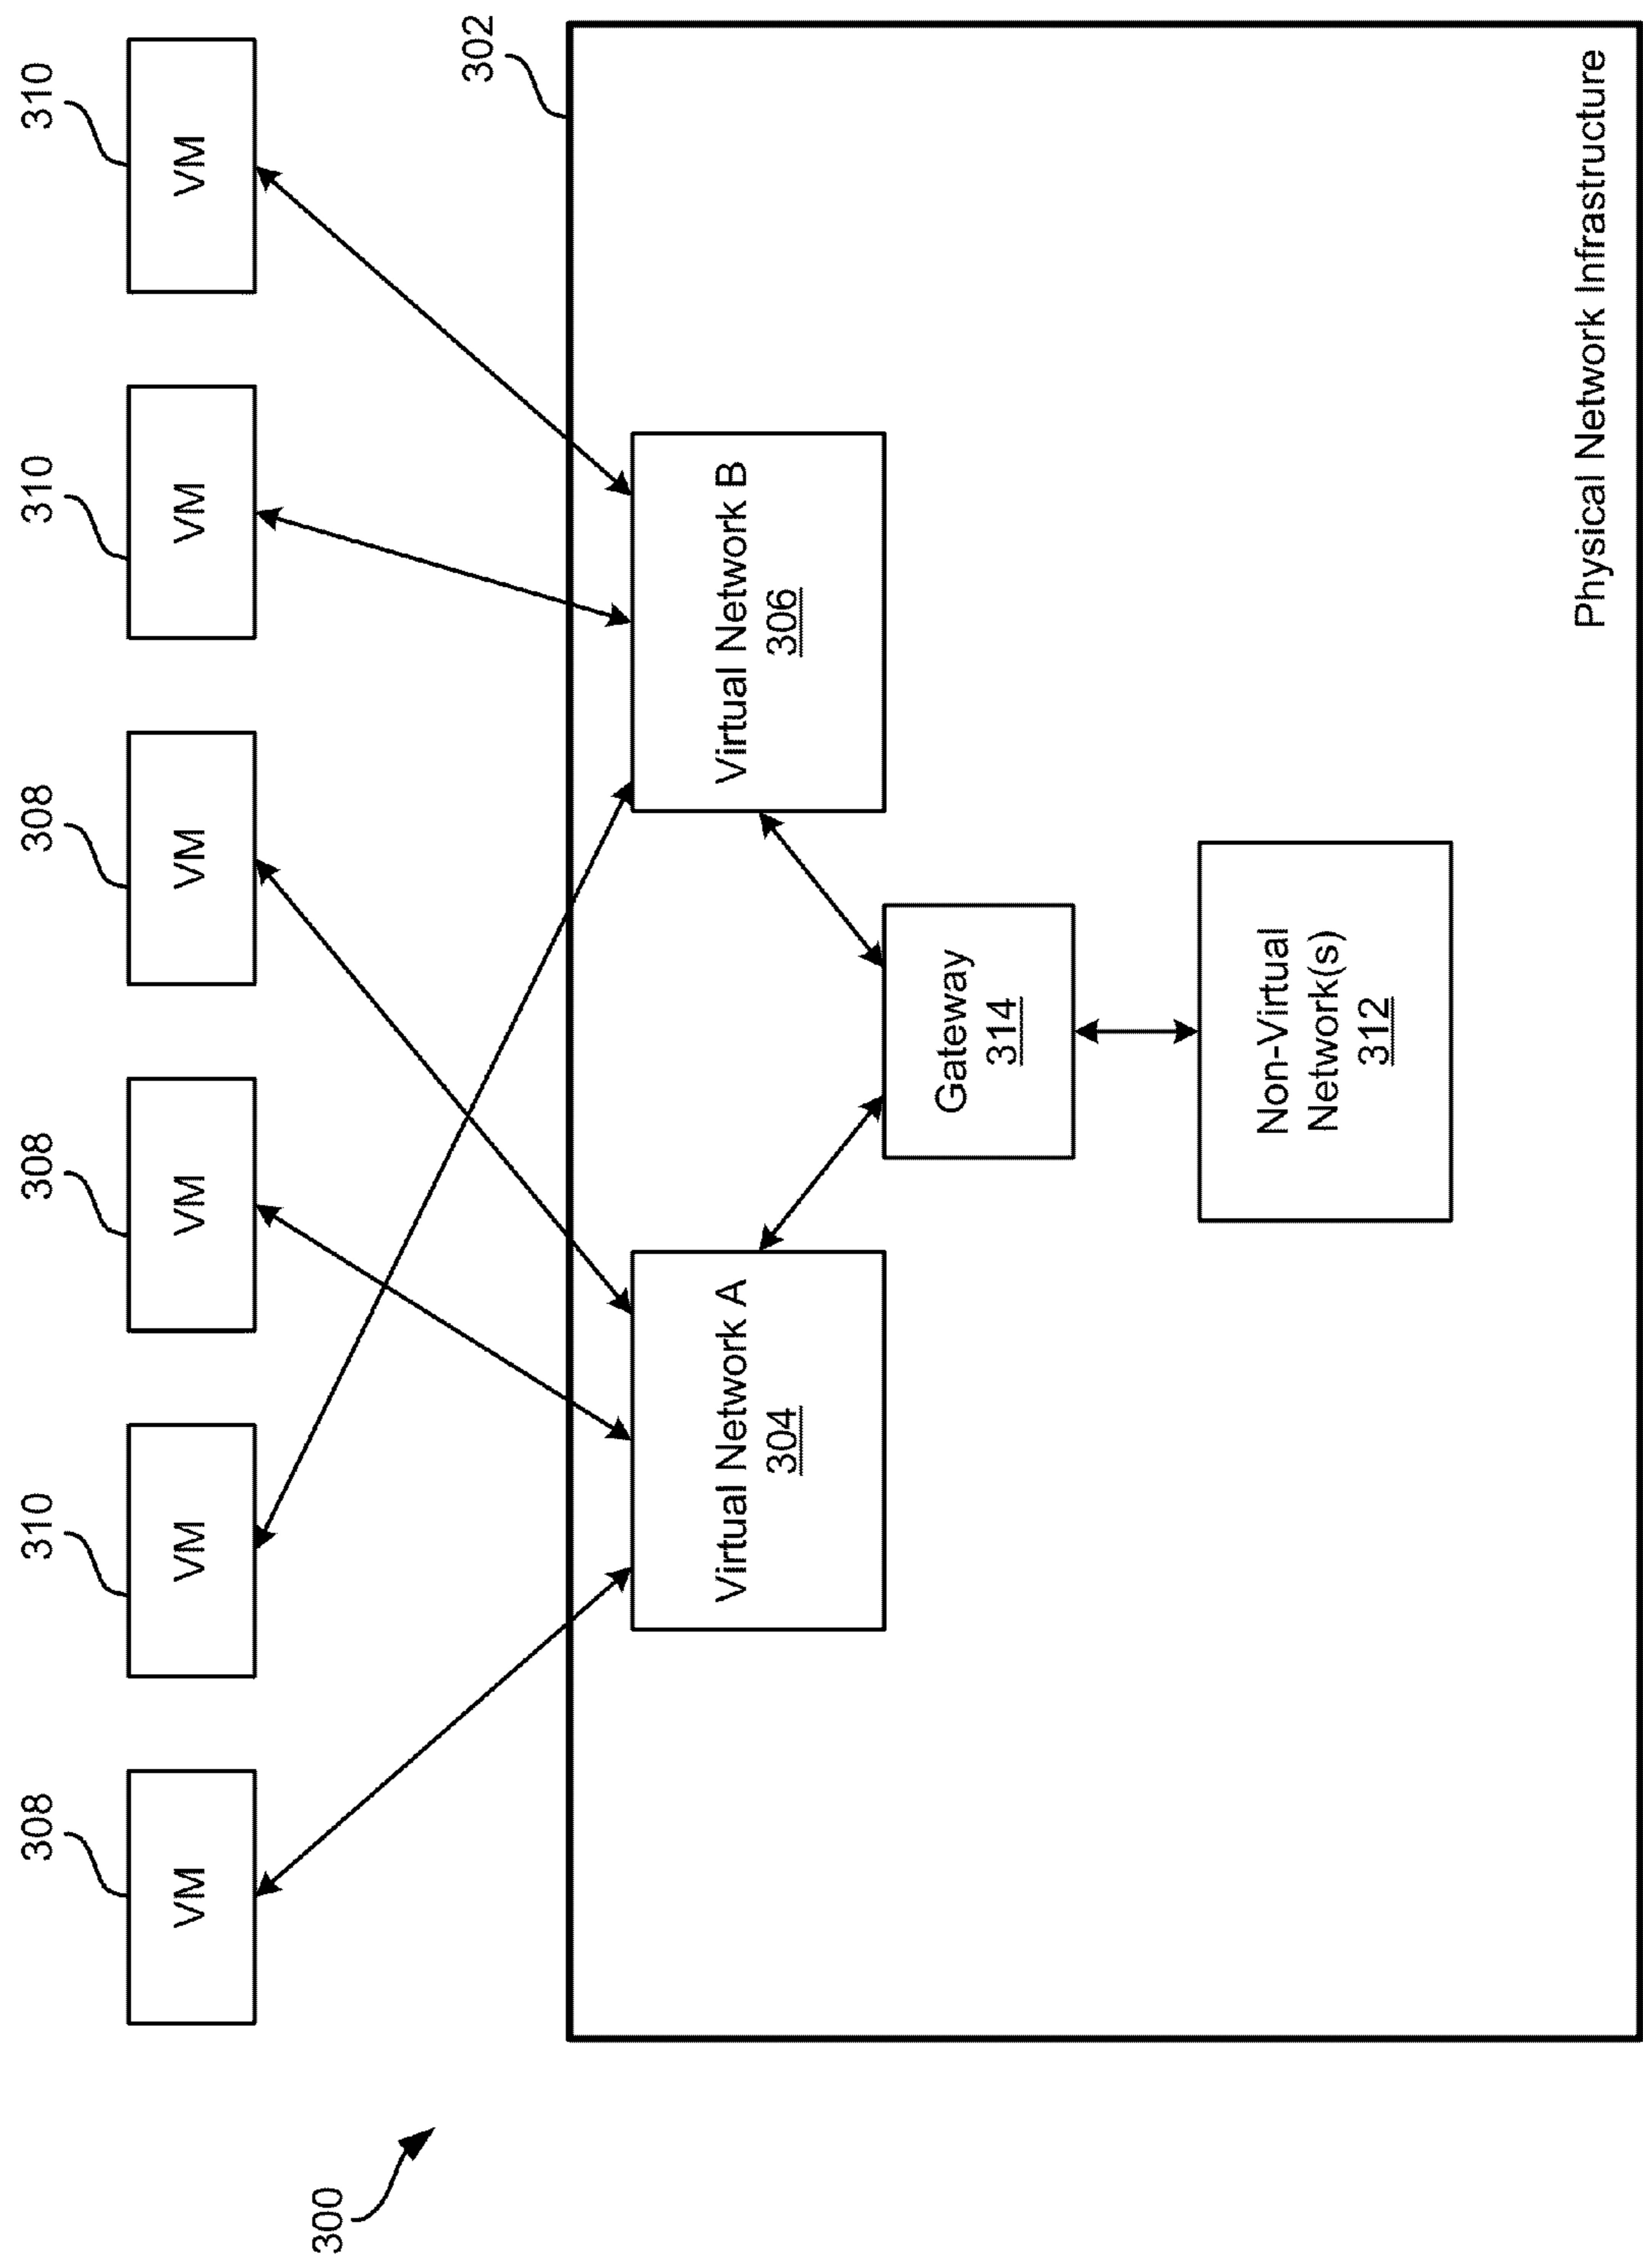 300
308
310
308
308
310
310
VM
VM
VM
VM
VM
VM
302
Virtual Network A
304
Virtual Network B
306
Gateway
314
Non-Virtual
Network(s)
312
Physical Network Infrastructure